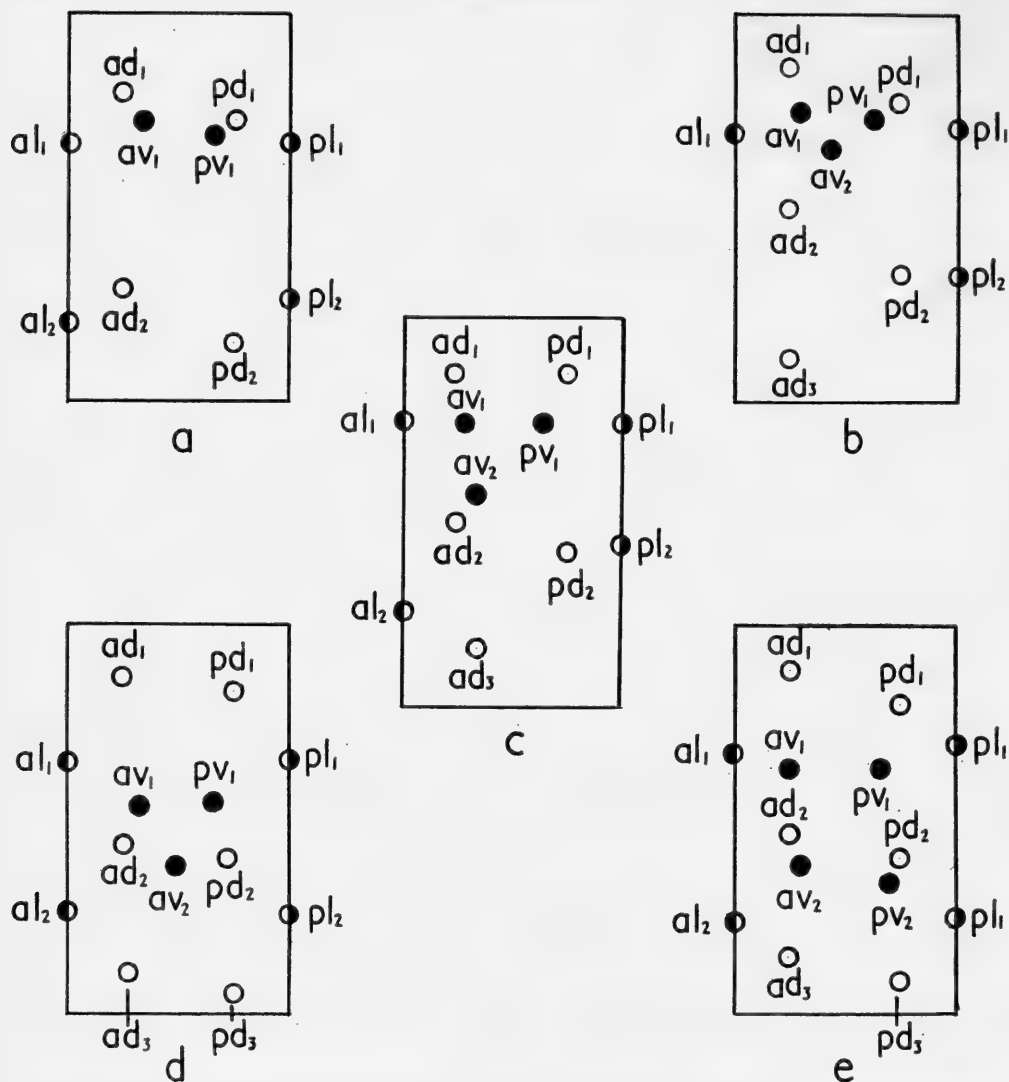 ad₁
pd₁
al₁
av₁
pv₁
pl₁
al₂
ad₂
pd₂
pl₂
a
ad₁
pd₁
pv₁
al₁
av₁
av₂
pl₁
ad₂
pd₂
pl₂
ad₃
b
ad₁
pd₁
al₁
av₁
pv₁
pl₁
av₂
ad₂
pd₂
pl₂
al₂
ad₃
c
ad₁
pd₁
al₁
av₁
pv₁
pl₁
ad₂
av₂
pd₂
al₂
pl₂
ad₃
pd₃
d
ad₁
pd₁
al₁
av₁
pv₁
pl₁
ad₂
pd₂
av₂
pv₂
al₂
pl₁
ad₃
pd₃
e